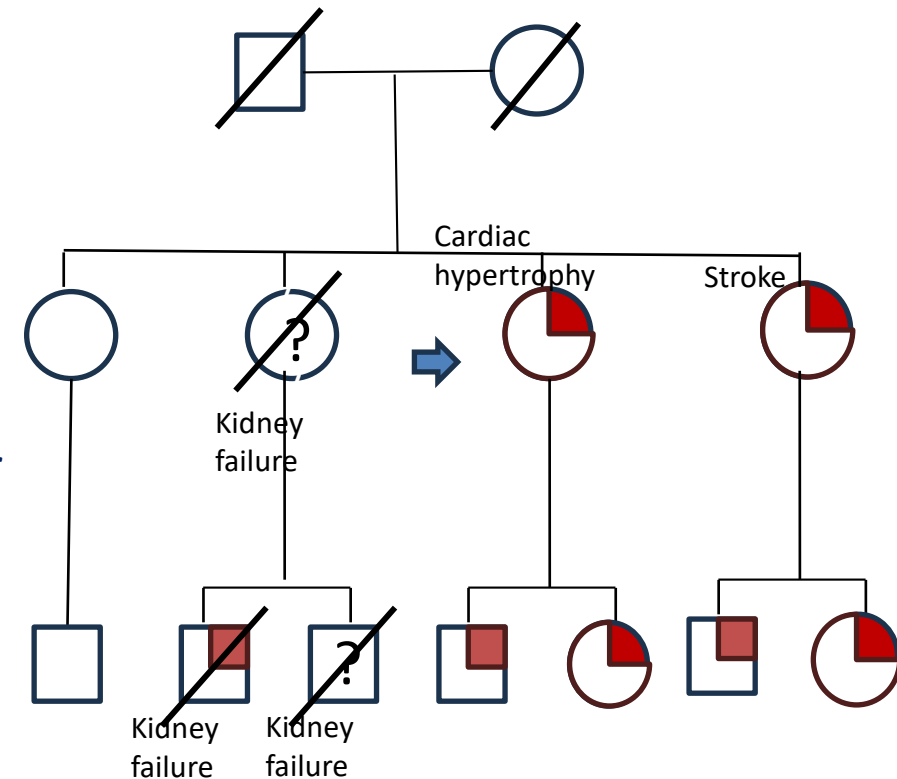 Cardiac
hypertrophy
Stroke
?
Kidney
failure
?
Kidney
failure
Kidney
failure